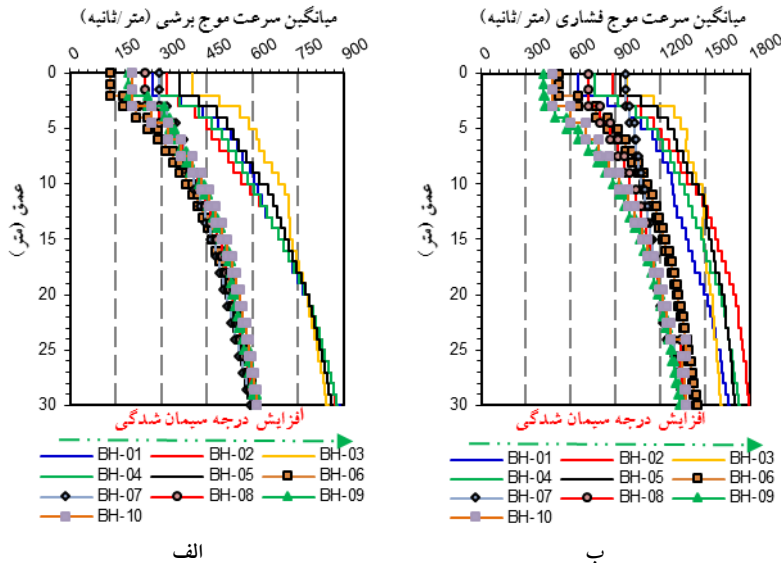 میانگین سرعت موج برشی (متر/ثانیه)
0 150 300 450 600 750 900
عمق (متر)
0
5
10
15
20
25
30
أفزایش درجه سیمان شدگی
BH-01 BH-02 BH-03
BH-04 BH-05 BH-06
BH-07 BH-08 BH-09
BH-10
الف
میانگین سرعت موج فشاری (متر/ثانیه)
0 300 600 900 1200 1500 1800
عمق (متر)
0
5
10
15
20
25
30
افزایش درجه سیمان شدگی
BH-01 BH-02 BH-03
BH-04 BH-05 BH-06
BH-07 BH-08 BH-09
BH-10
ب